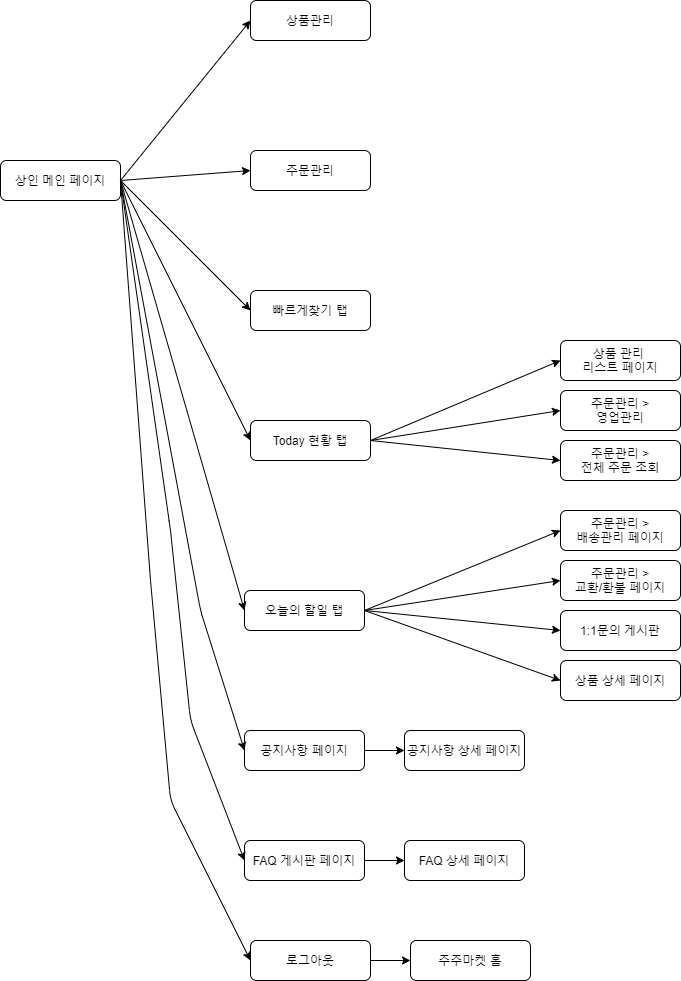 상품관리
상인 메인 페이지
주문관리
빠르게찾기 탭
Today 현황 탭
상품 관리
리스트 페이지
주문관리 >
영업관리
주문관리 >
전체 주문 조회
오늘의 할일 탭
주문관리 >
배송관리 페이지
주문관리 >
교환/환불 페이지
1:1문의 게시판
상품 상세 페이지
공지사항 페이지
공지사항 상세 페이지
FAQ 게시판 페이지
FAQ 상세 페이지
로그아웃
주주마켓 홈